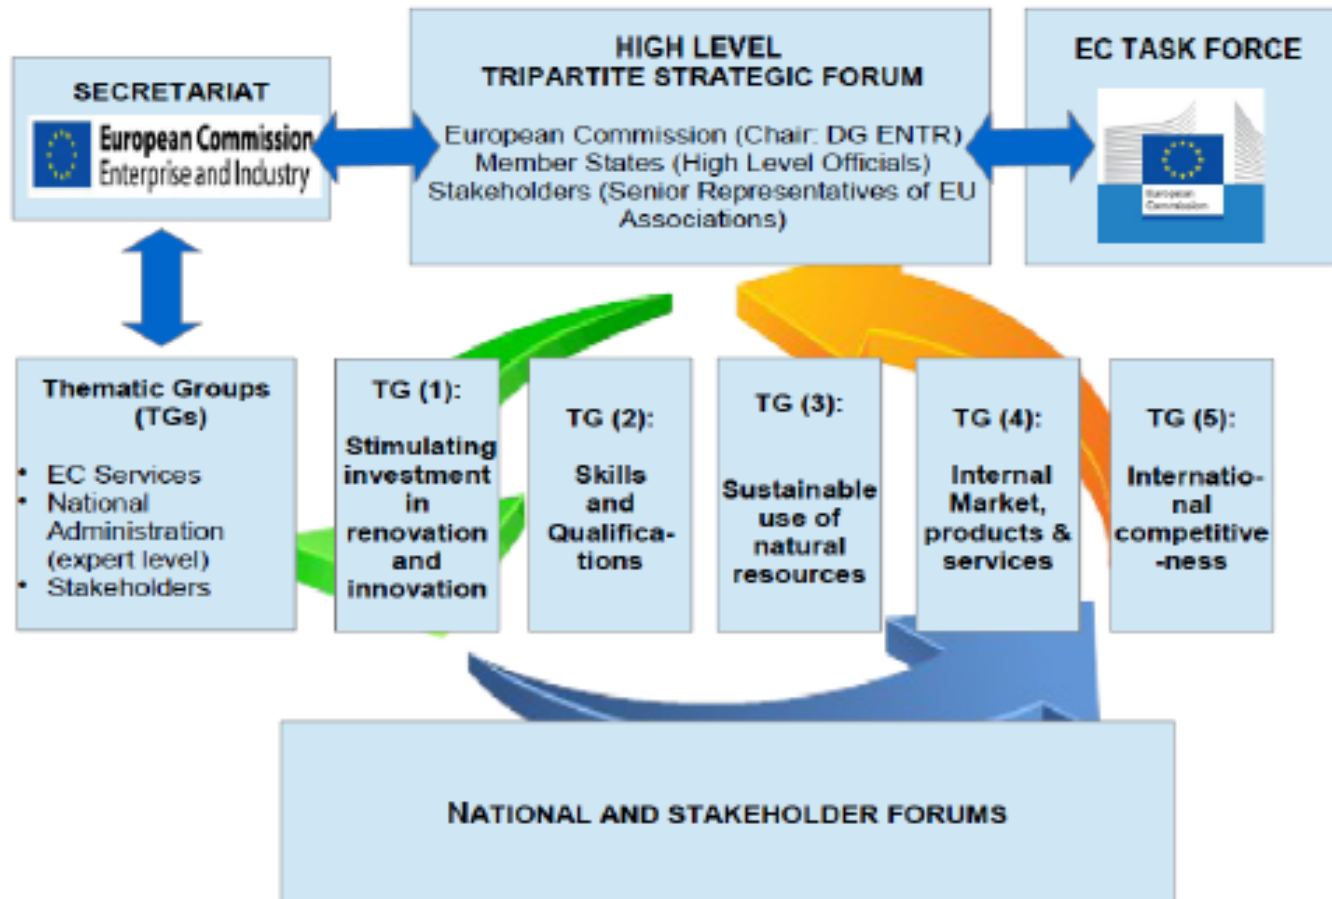 SECRETARIAT
European Commission
Enterprise and Industry
HIGH LEVEL
TRIPARTITE STRATEGIC FORUM
European Commission (Chair: DG ENTR)
Member States (High Level Officials)
Stakeholders (Senior Representatives of EU
Associations)
EC TASK FORCE
European
Commission
Thematic Groups
(TGs)
• EC Services
• National
Administration
(expert level)
• Stakeholders
TG (1):
Stimulating
investment
in
renovation
and
innovation
TG (2):
Skills
and
Qualifica-
tions
TG (3):
Sustainable
use of
natural
resources
TG (4):
Internal
Market,
products &
services
TG (5):
Internatio-
nal
competitive
-ness
NATIONAL AND STAKEHOLDER FORUMS